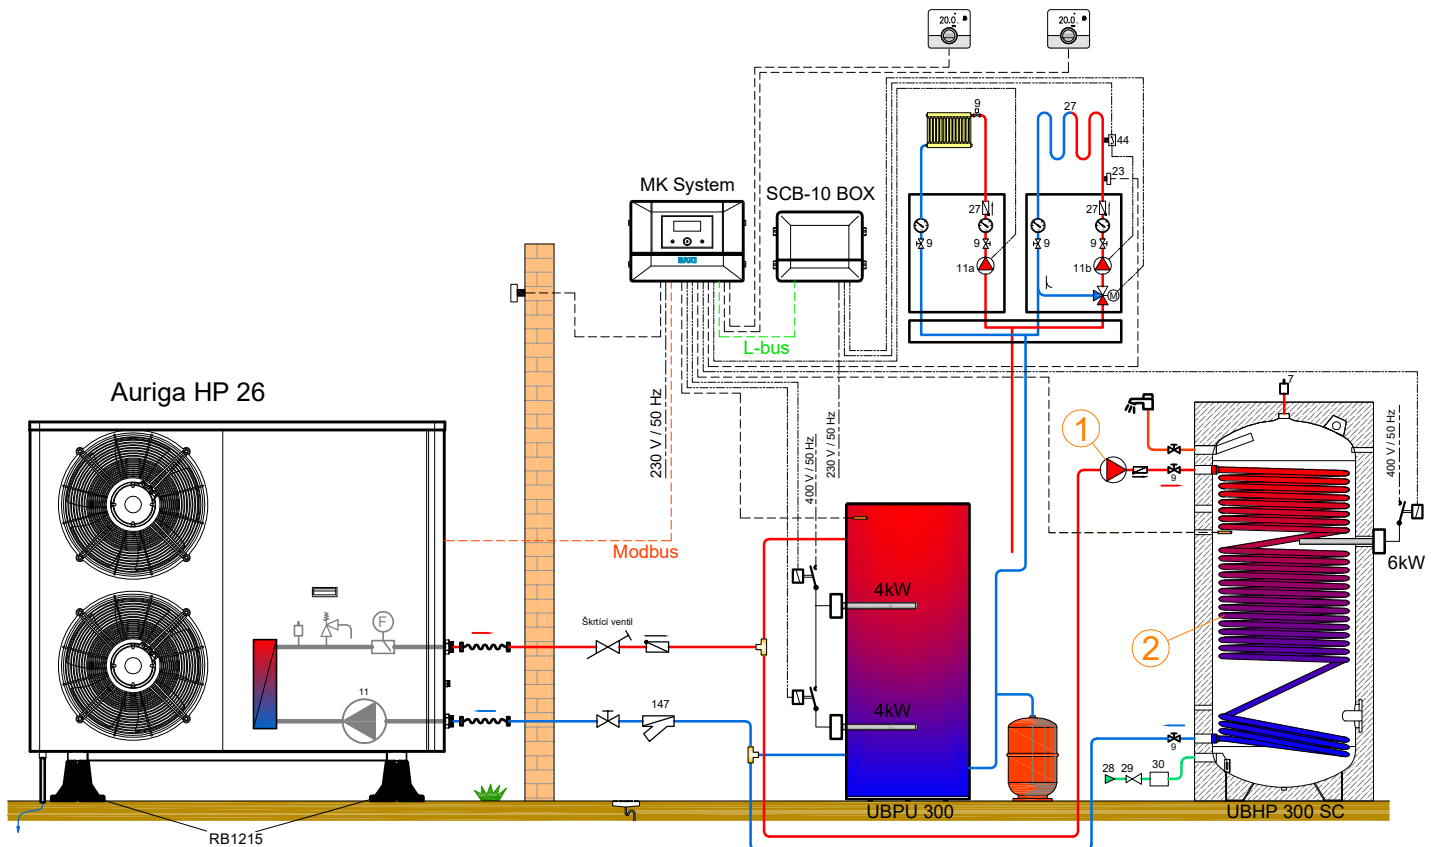 20.0
20.0
9
27
44
23
MK System
SCB-10 BOX
BAXI
27
27
9
9
9
9
11a
11b
M
L-bus
Auriga HP 26
230 V / 50 Hz
400 V / 50 Hz
230 V / 50 Hz
7
1
400 V / 50 Hz
9
Modbus
6kW
4kW
F
Škrtící ventil
2
11
147
4kW
9
28
29
30
UBPU 300
UBHP 300 SC
RB1215